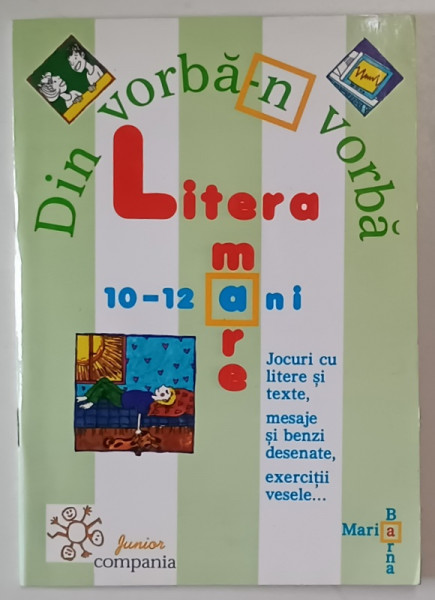 Din vorbă-n vorbă
Litera
mare
10-12 ani
Jocuri cu
litere și
texte,
mesaje
și benzi
desenate,
exerciții
vesele...
Maria
Barna
Junior
compania